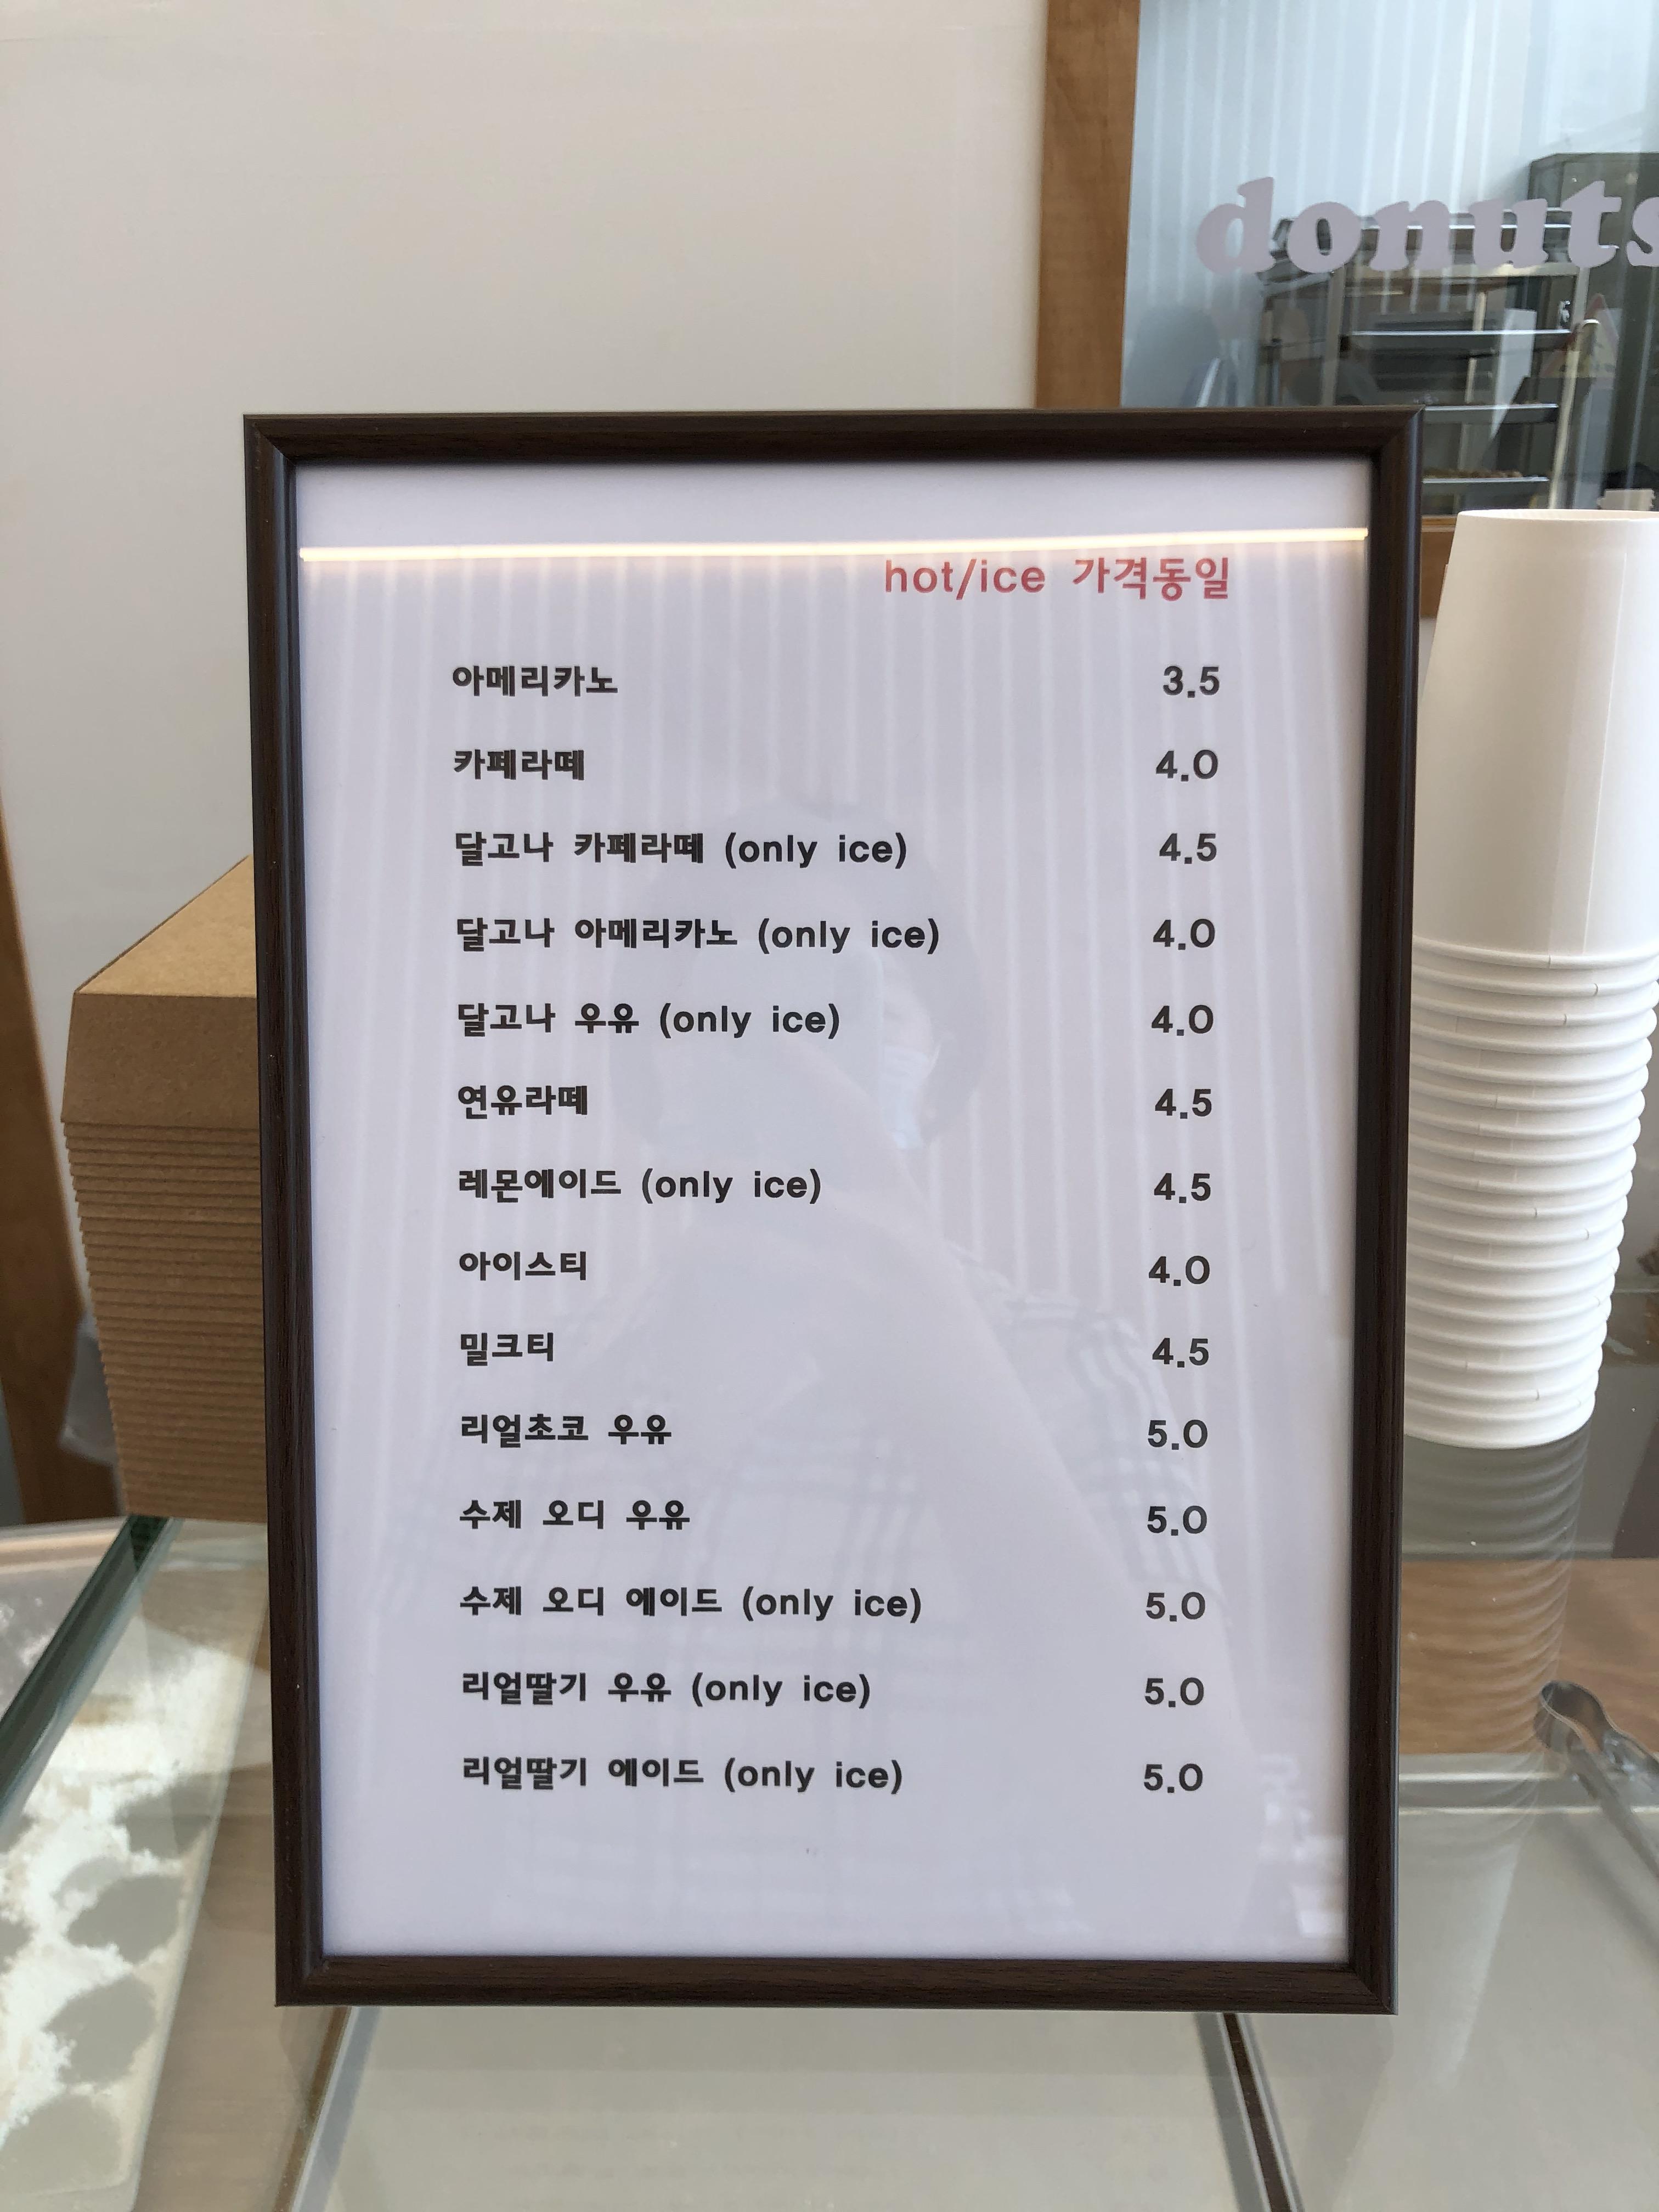 donuts
hot/ice 가격동일
아메리카노 3.5
카페라떼 4.0
달고나 카페라떼 (only ice) 4.5
달고나 아메리카노 (only ice) 4.0
달고나 우유 (only ice) 4.0
연유라떼 4.5
레몬에이드 (only ice) 4.5
아이스티 4.0
밀크티 4.5
리얼초코 우유 5.0
수제 오디 우유 5.0
수제 오디 에이드 (only ice) 5.0
리얼딸기 우유 (only ice) 5.0
리얼딸기 에이드 (only ice) 5.0